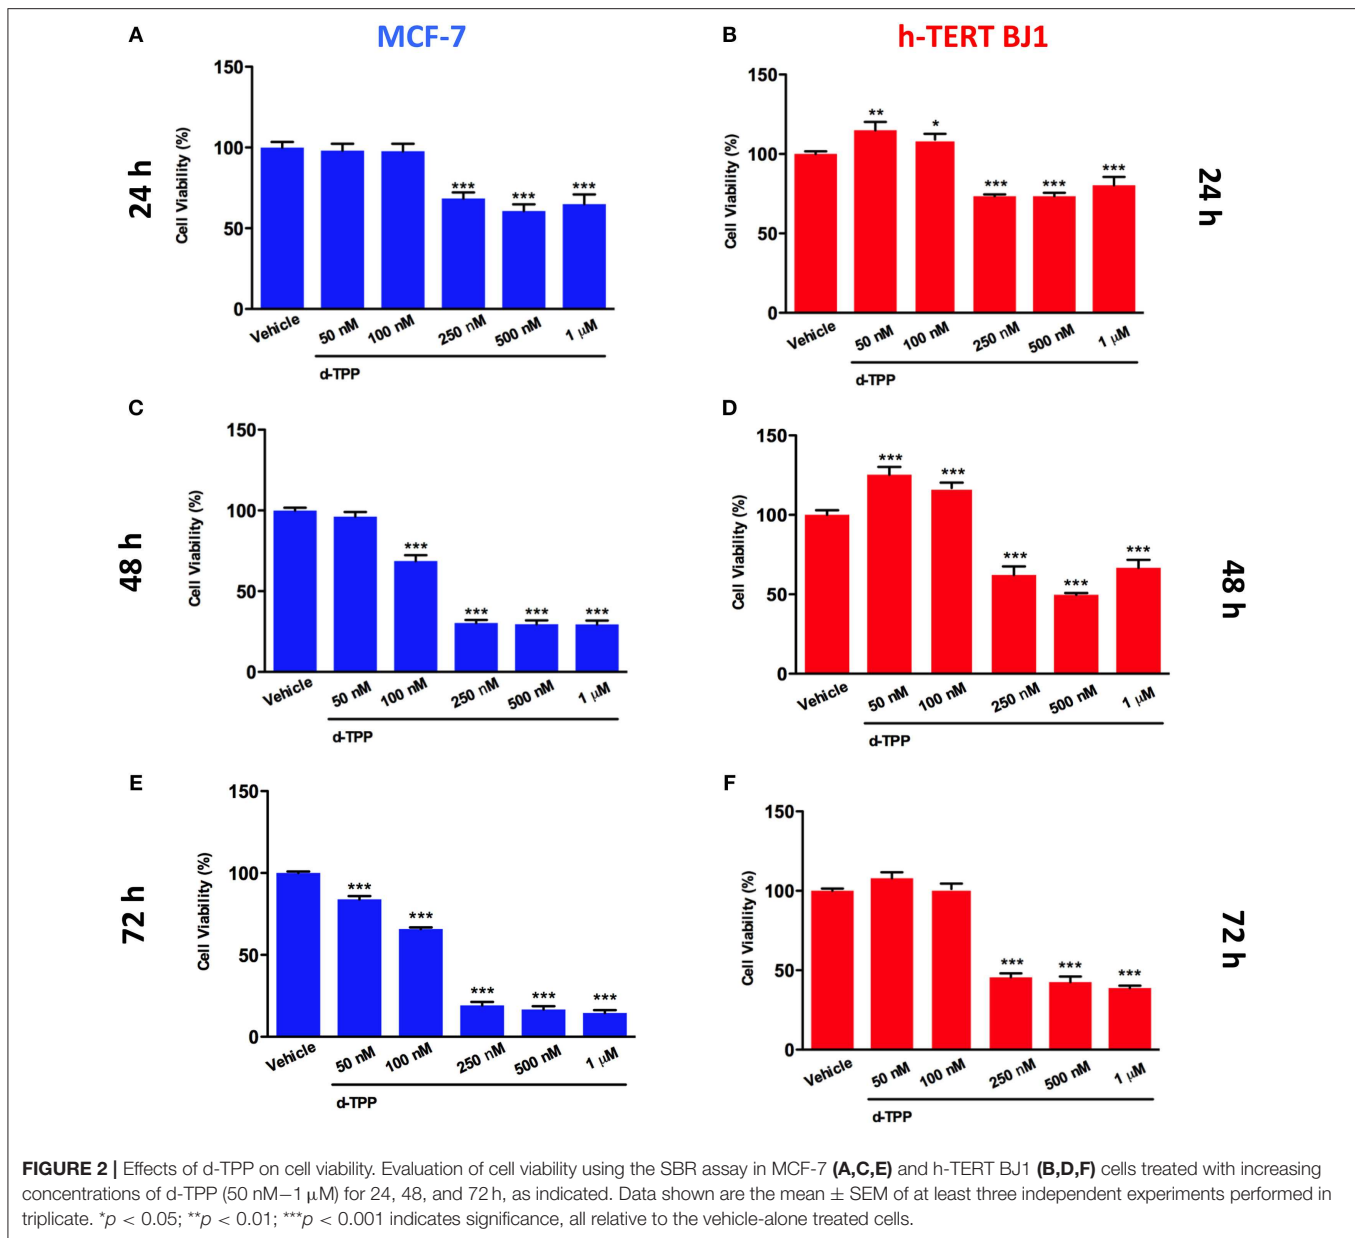 A
MCF-7
B
h-TERT BJ1
24 h
Cell Viability (%)
150
100
50
0
***
***
***
Vehicle
50 nM
100 nM
250 nM
500 nM
1 μM
d-TPP
Cell Viability (%)
150
100
50
0
**
*
***
***
***
Vehicle
50 nM
100 nM
250 nM
500 nM
1 μM
d-TPP
24 h
C
48 h
Cell Viability (%)
150
100
50
0
***
***
***
***
Vehicle
50 nM
100 nM
250 nM
500 nM
1 μM
d-TPP
D
Cell Viability (%)
150
100
50
0
***
***
***
***
***
Vehicle
50 nM
100 nM
250 nM
500 nM
1 μM
d-TPP
48 h
E
72 h
Cell Viability (%)
150
100
50
0
***
***
***
***
***
Vehicle
50 nM
100 nM
250 nM
500 nM
1 μM
d-TPP
F
Cell Viability (%)
150
100
50
0
***
***
***
Vehicle
50 nM
100 nM
250 nM
500 nM
1 μM
d-TPP
72 h
FIGURE 2 | Effects of d-TPP on cell viability. Evaluation of cell viability using the SBR assay in MCF-7 (A,C,E) and h-TERT BJ1 (B,D,F) cells treated with increasing
concentrations of d-TPP (50 nM–1 μM) for 24, 48, and 72 h, as indicated. Data shown are the mean ± SEM of at least three independent experiments performed in
triplicate. *p < 0.05; **p < 0.01; ***p < 0.001 indicates significance, all relative to the vehicle-alone treated cells.